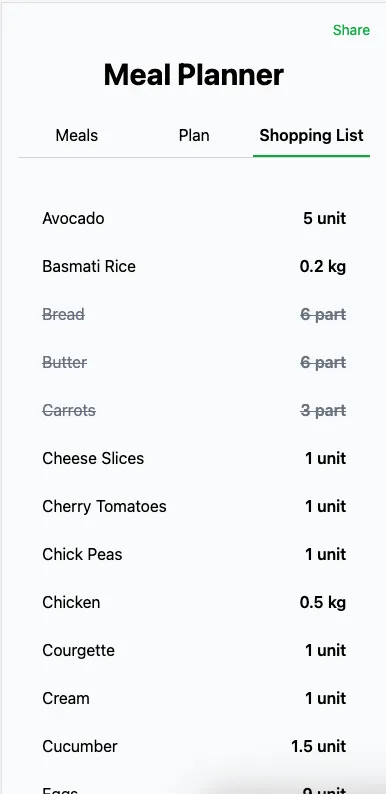 Share
Meal Planner
Meals Plan Shopping List
Avocado 5 unit
Basmati Rice 0.2 kg
Bread 6 part
Butter 6 part
Carrots 3 part
Cheese Slices 1 unit
Cherry Tomatoes 1 unit
Chick Peas 1 unit
Chicken 0.5 kg
Courgette 1 unit
Cream 1 unit
Cucumber 1.5 unit
Eggs 9 unit